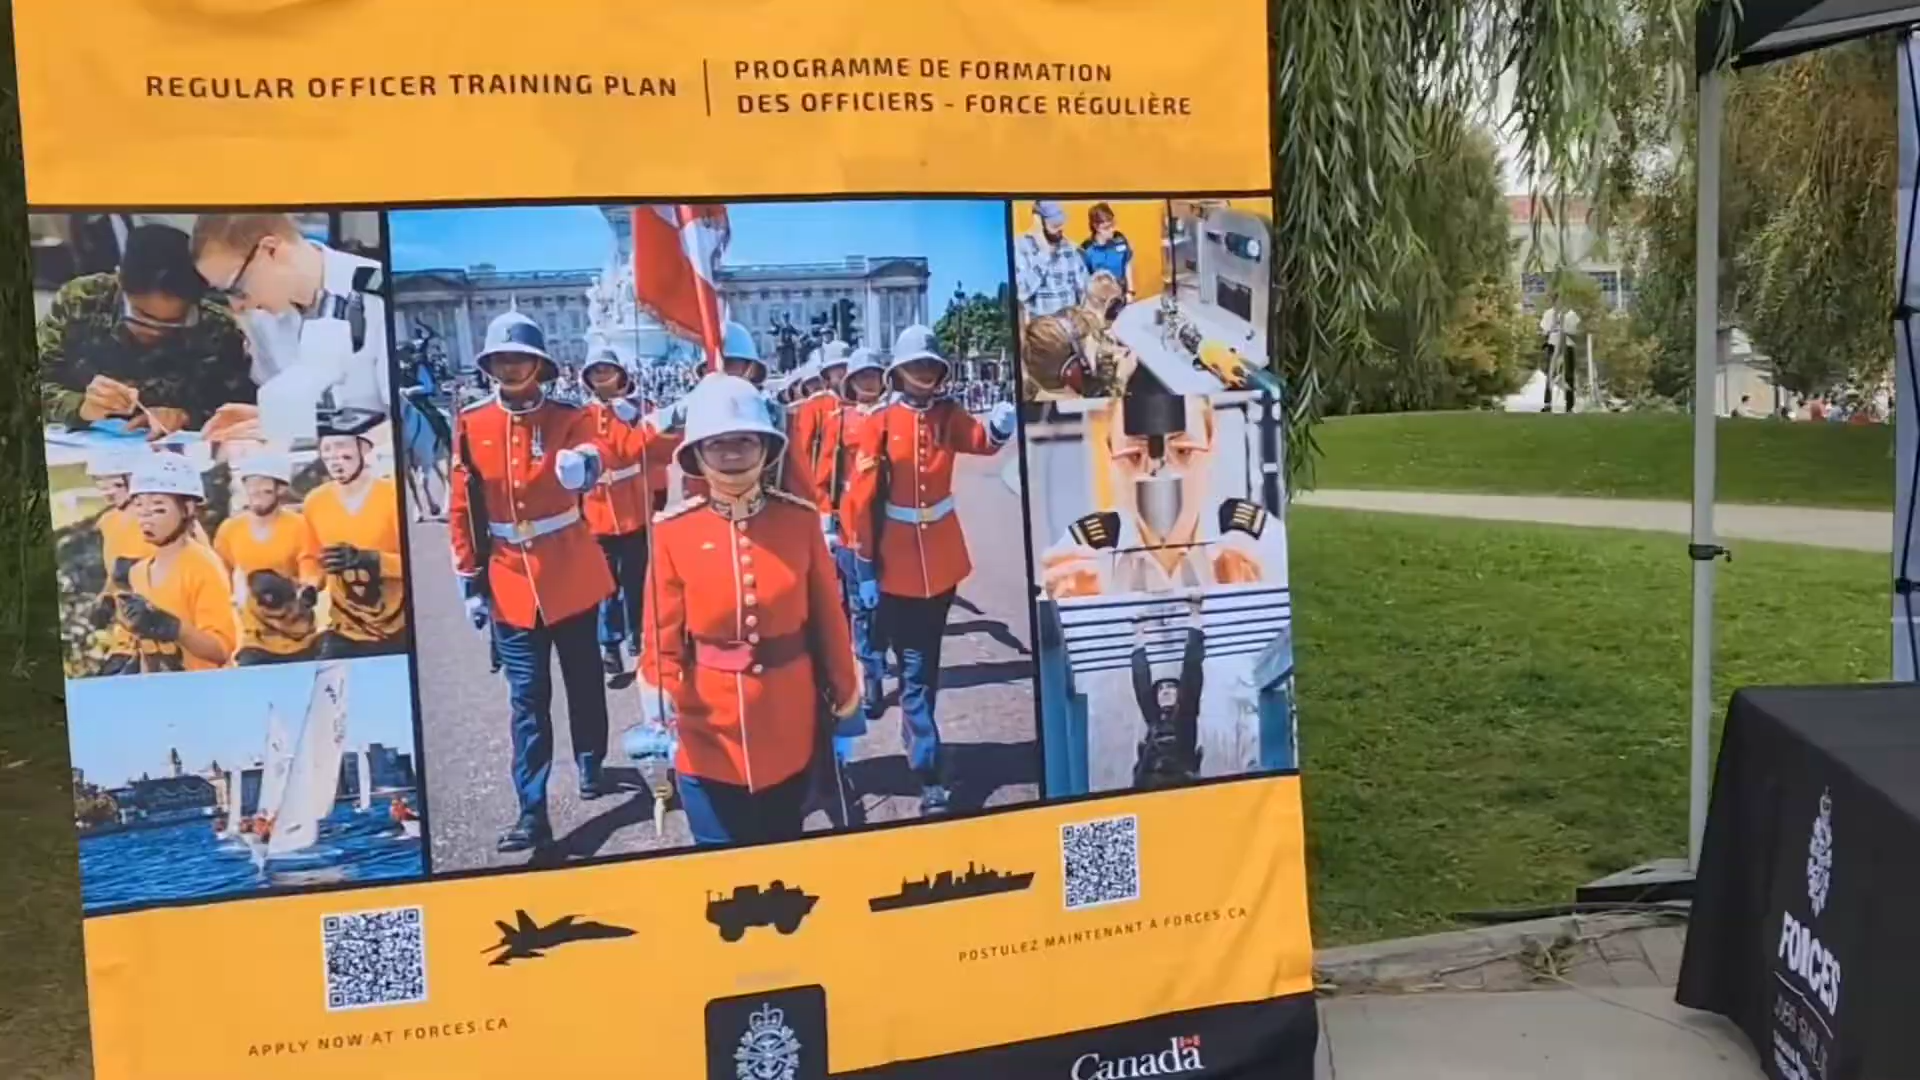 REGULAR OFFICER TRAINING PLAN
PROGRAMME DE FORMATION
DES OFFICIERS - FORCE RÉGULIÈRE
POSTULEZ MAINTENANT À FORCES.CA
APPLY NOW AT FORCES.CA
Canada
FORCES